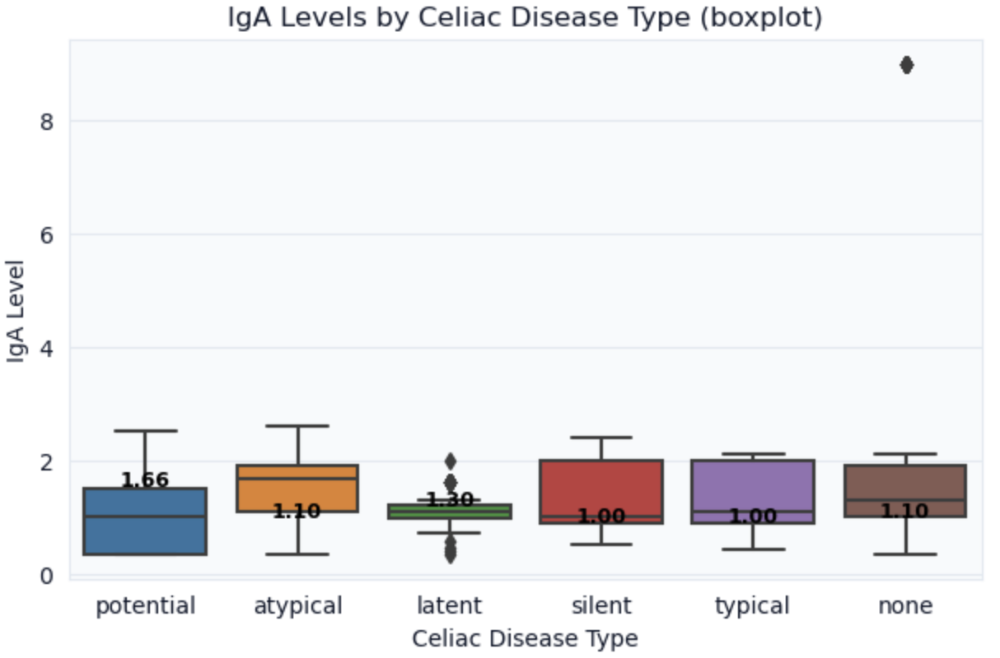 IgA Levels by Celiac Disease Type (boxplot)
IgA Level
8
6
4
2
0
1.66
1.10
1.30
1.00
1.00
1.10
potential
atypical
latent
silent
typical
none
Celiac Disease Type